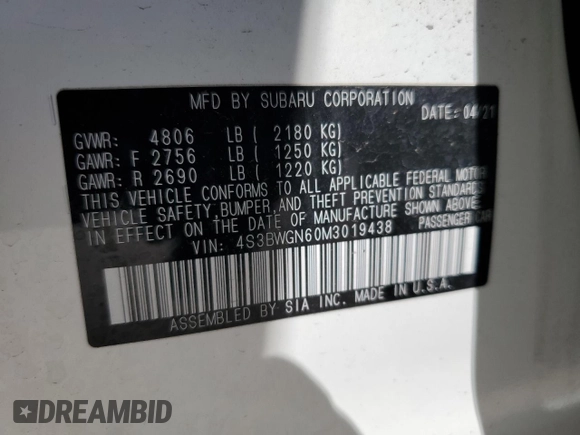 MFD BY SUBARU CORPORATION
DATE: 04/21
GVWR: 4806 LB ( 2180 KG)
GAWR: F 2756 LB ( 1250 KG)
GAWR: R 2690 LB ( 1220 KG)
THIS VEHICLE CONFORMS TO ALL APPLICABLE FEDERAL MOTOR
VEHICLE SAFETY, BUMPER, AND THEFT PREVENTION STANDARDS
IN EFFECT ON THE DATE OF MANUFACTURE SHOWN ABOVE.
VIN: 4S3BWGN60M3019438 PASSENGER CAR
ASSEMBLED BY SIA INC. MADE IN U.S.A.
DREAMBID